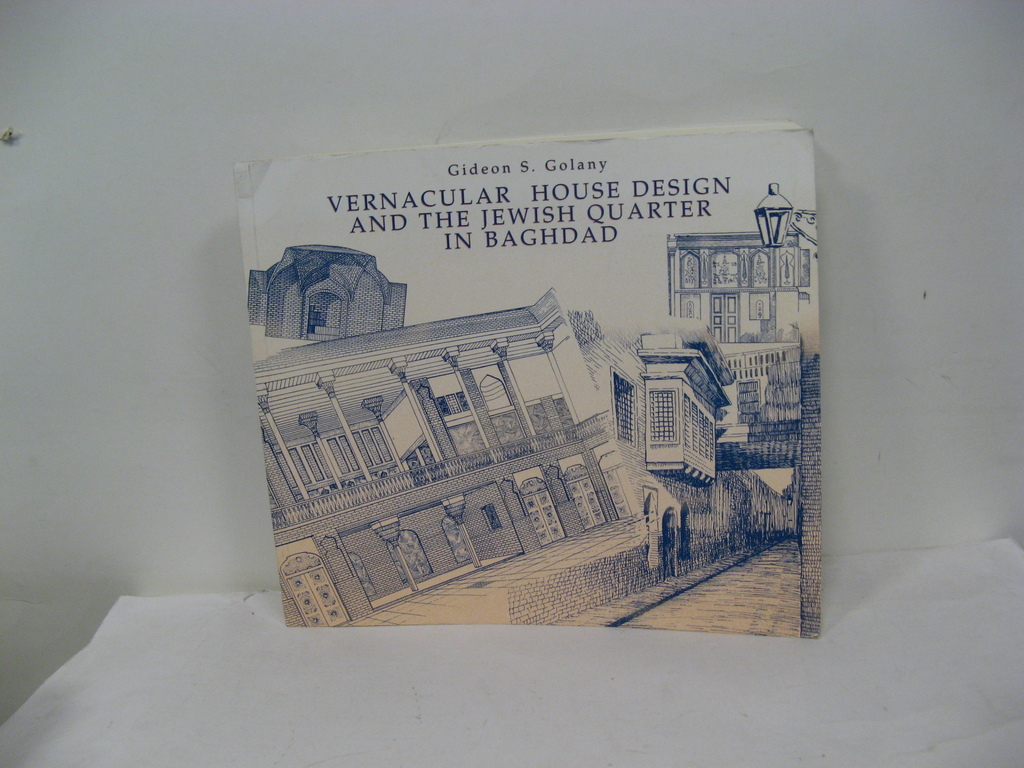 Gideon S. Golany
VERNACULAR HOUSE DESIGN
AND THE JEWISH QUARTER
IN BAGHDAD